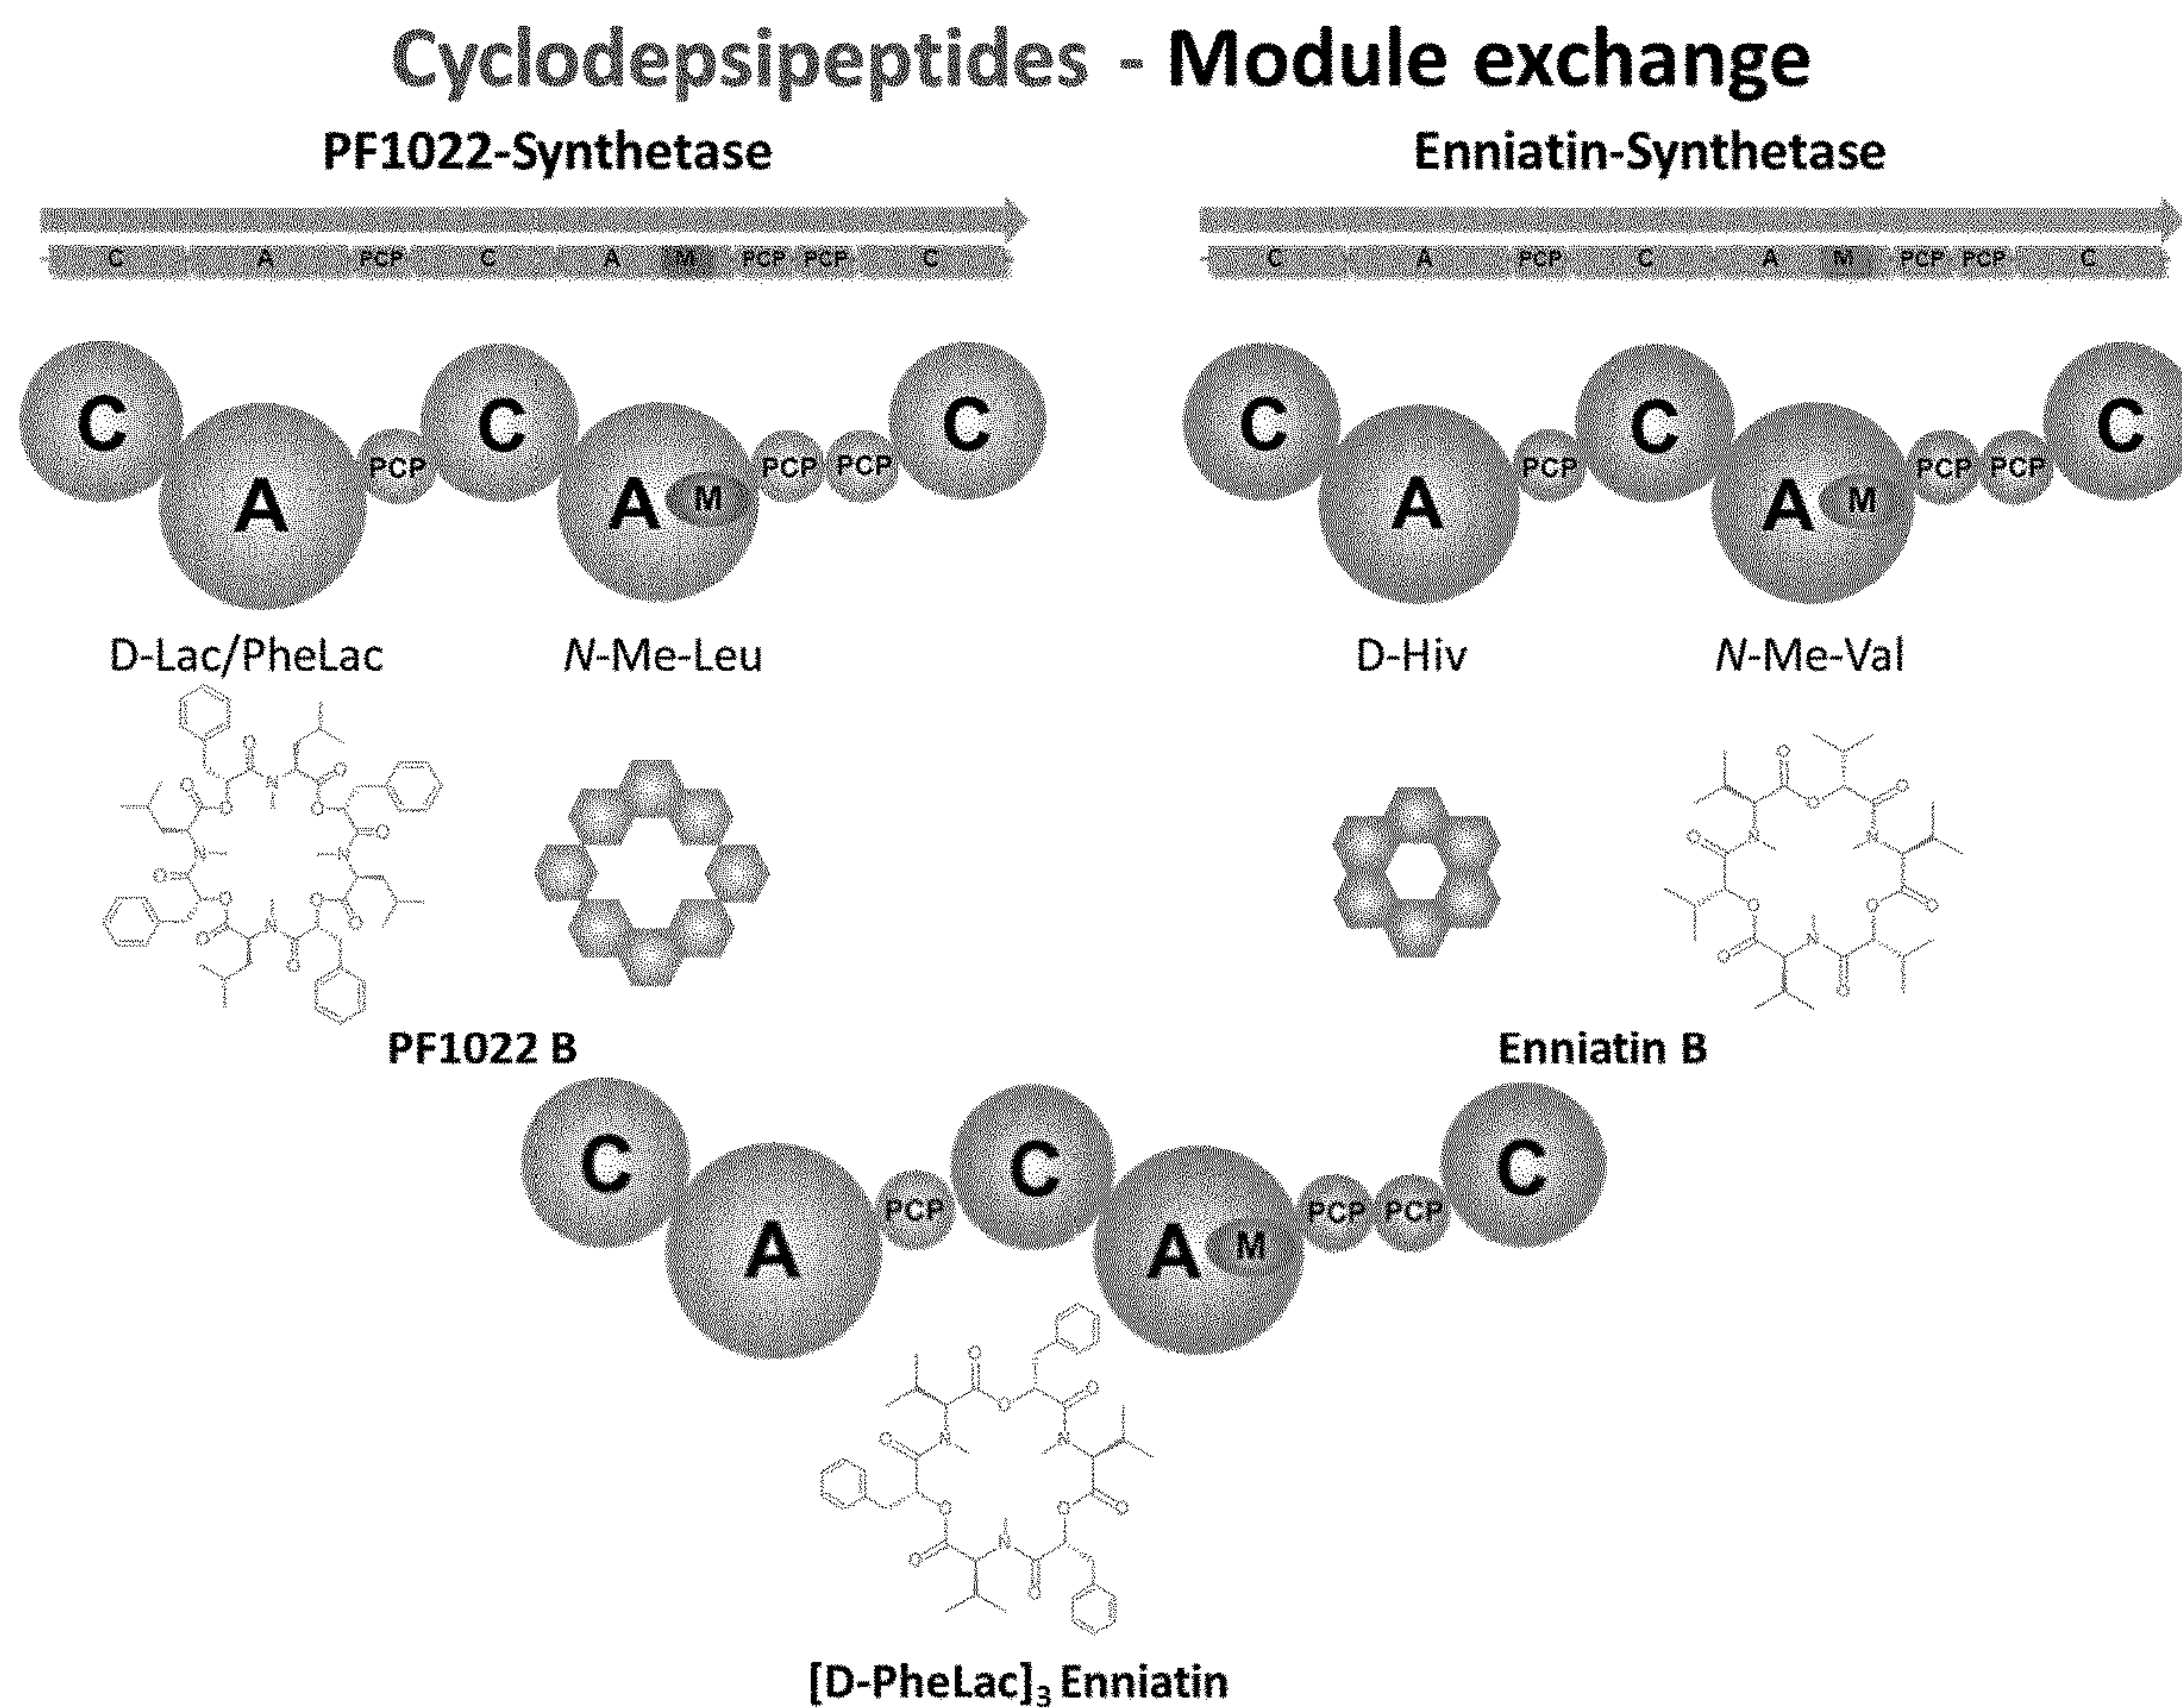 Cyclodepsipeptides - Module exchange
PF1022-Synthetase
Enniatin-Synthetase
C A PCP C A M PCP PCP C
C A PCP C A M PCP PCP C
C A PCP C A M PCP PCP C
C A PCP C A M PCP PCP C
D-Lac/PheLac N-Me-Leu
D-Hiv N-Me-Val
O O N O O O N O N O O O O N O O
O O O N N O O O O N O O
PF1022 B
Enniatin B
C A PCP C A M PCP PCP C
O O O N N O O O O N O O
[D-PheLac]₃ Enniatin